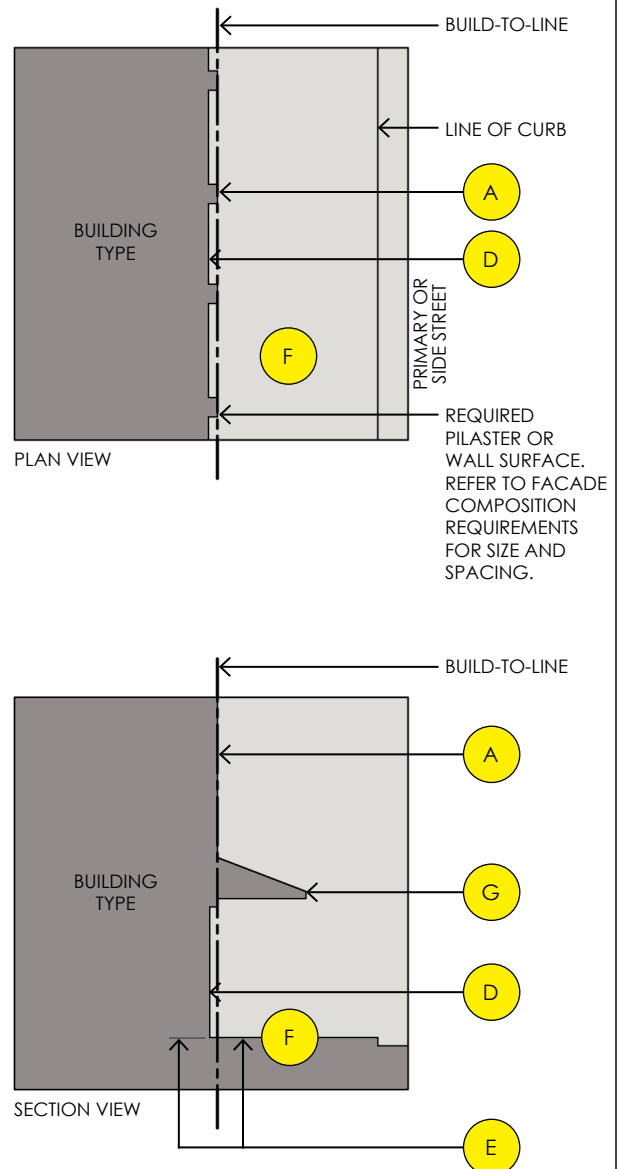 BUILD-TO-LINE
LINE OF CURB
A
BUILDING
TYPE
D
PRIMARY OR
SIDE STREET
F
REQUIRED
PILASTER OR
WALL SURFACE.
REFER TO FACADE
COMPOSITION
REQUIREMENTS
FOR SIZE AND
SPACING.
PLAN VIEW
BUILD-TO-LINE
A
BUILDING
TYPE
G
D
F
SECTION VIEW
E